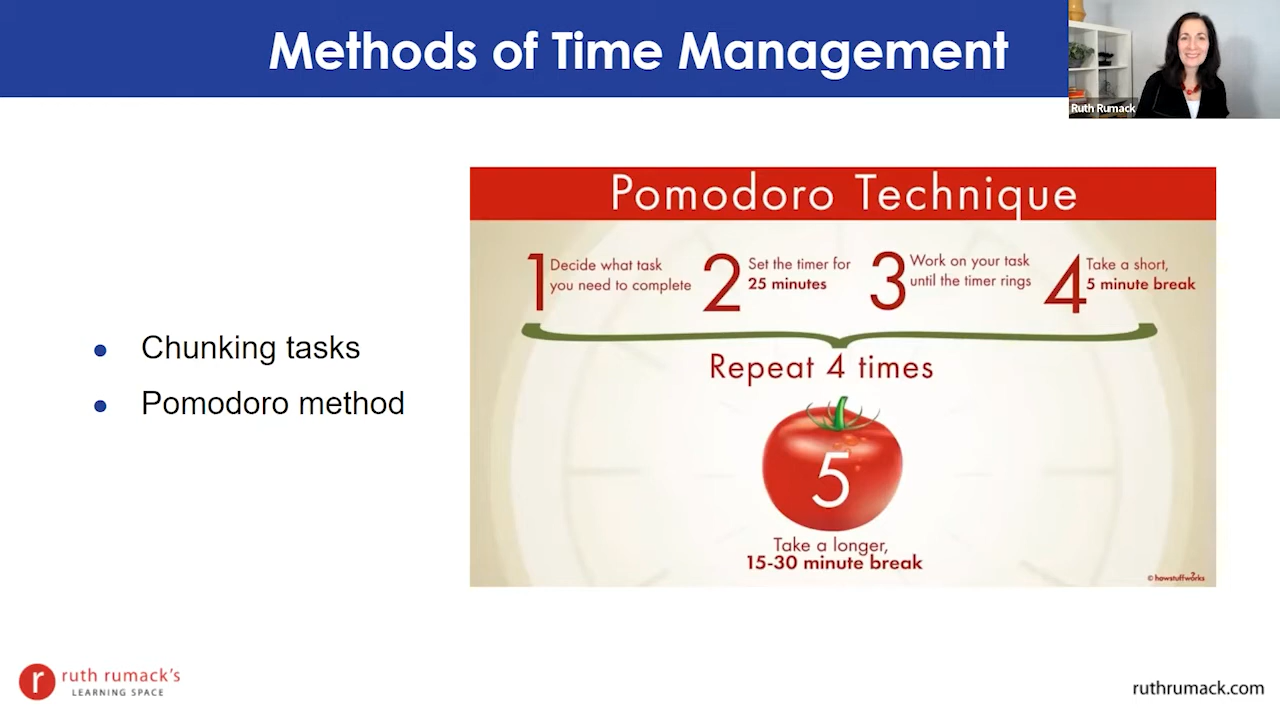 Methods of Time Management
Ruth Rumack
Chunking tasks
Pomodoro method
Pomodoro Technique
1 Decide what task
you need to complete
2 Set the timer for
25 minutes
3 Work on your task
until the timer rings
4 Take a short,
5 minute break
Repeat 4 times
5
Take a longer,
15-30 minute break
© howstuffworks
r
ruth rumack's
LEARNING SPACE
ruthrumack.com